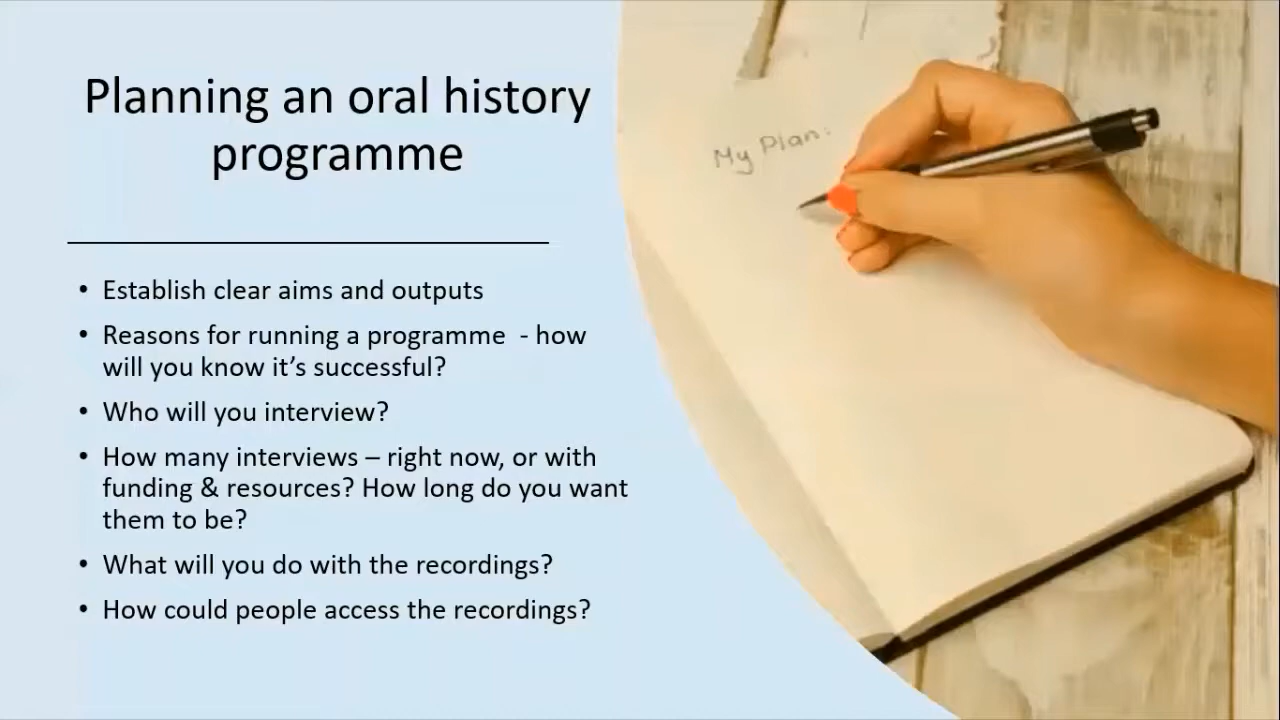 Planning an oral history
programme
• Establish clear aims and outputs
• Reasons for running a programme  - how
will you know it’s successful?
• Who will you interview?
• How many interviews – right now, or with
funding & resources? How long do you want
them to be?
• What will you do with the recordings?
• How could people access the recordings?
My Plan: